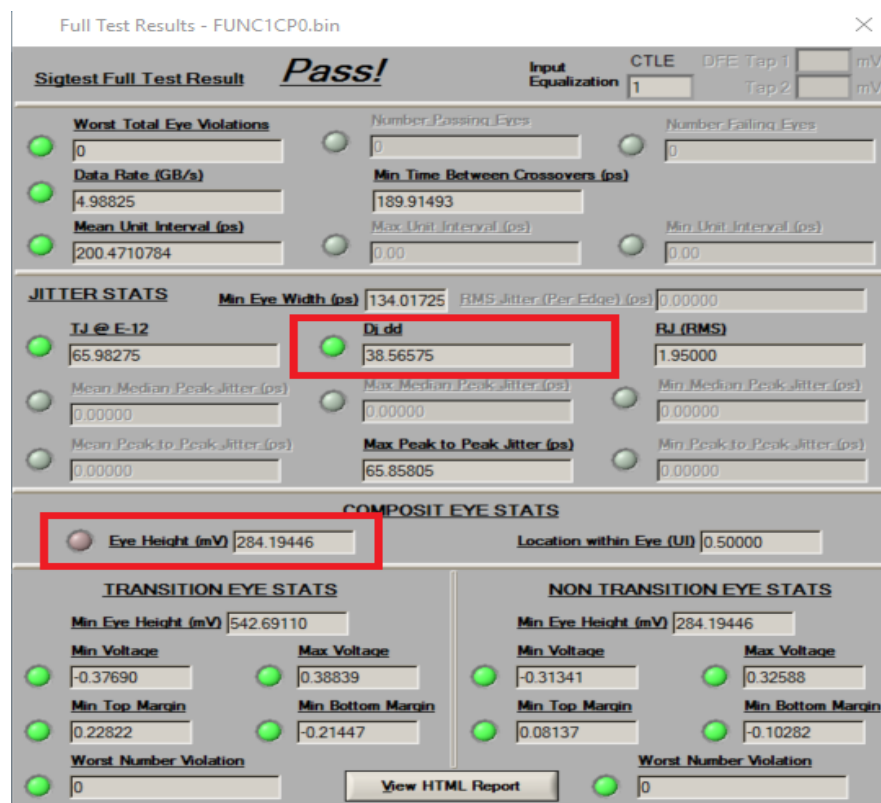 Full Test Results - FUNC1CP0.bin
Sigtest Full Test Result Pass! Input Equalization CTLE DFE Tap 1 mV
1 Tap 2 mV
Worst Total Eye Violations Number Passing Eyes Number Failing Eyes
0 0 0
Data Rate (GB/s) Min Time Between Crossovers (ps)
4.98825 189.91493
Mean Unit Interval (ps) Max Unit Interval (ps) Min Unit Interval (ps)
200.4710784 0.00 0.00
JITTER STATS Min Eye Width (ps) 134.01725 RMS Jitter (Per Edge) (ps) 0.00000
TJ @ E-12 Dj dd RJ (RMS)
65.98275 38.56575 1.95000
Mean Median Peak Jitter (ps) Max Median Peak Jitter (ps) Min Median Peak Jitter (ps)
0.00000 0.00000 0.00000
Mean Peak to Peak Jitter (ps) Max Peak to Peak Jitter (ps) Min Peak to Peak Jitter (ps)
0.00000 65.85805 0.00000
COMPOSIT EYE STATS
Eye Height (mV) 284.19446 Location within Eye (UI) 0.50000
TRANSITION EYE STATS NON TRANSITION EYE STATS
Min Eye Height (mV) 542.69110 Min Eye Height (mV) 284.19446
Min Voltage Max Voltage Min Voltage Max Voltage
-0.37690 0.38839 -0.31341 0.32588
Min Top Margin Min Bottom Margin Min Top Margin Min Bottom Margin
0.22822 -0.21447 0.08137 -0.10282
Worst Number Violation Worst Number Violation
0 View HTML Report 0